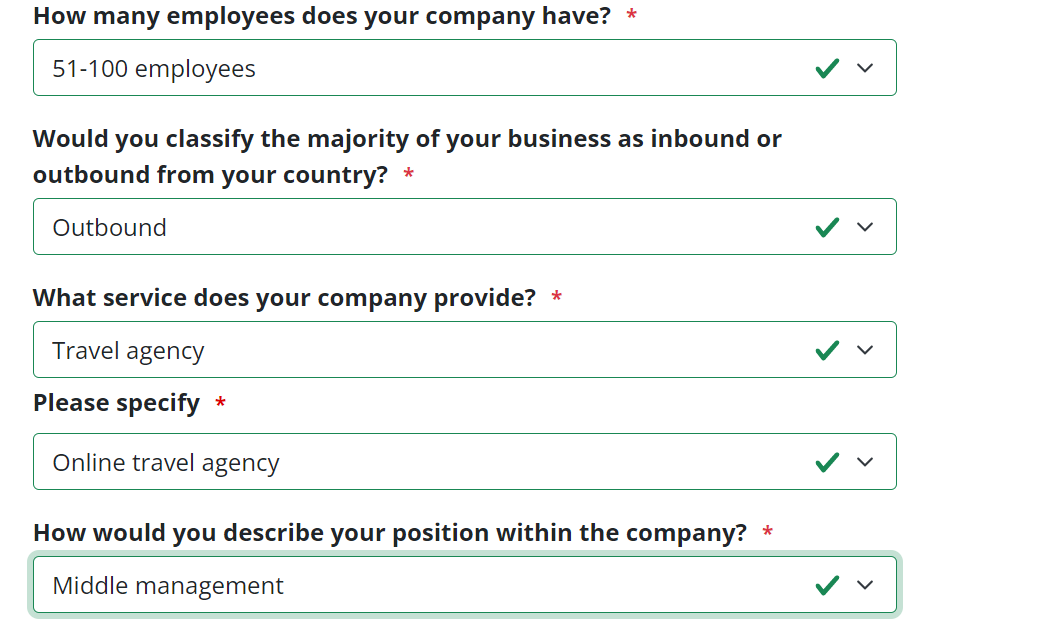 How many employees does your company have? *
51-100 employees
Would you classify the majority of your business as inbound or
outbound from your country? *
Outbound
What service does your company provide? *
Travel agency
Please specify *
Online travel agency
How would you describe your position within the company? *
Middle management